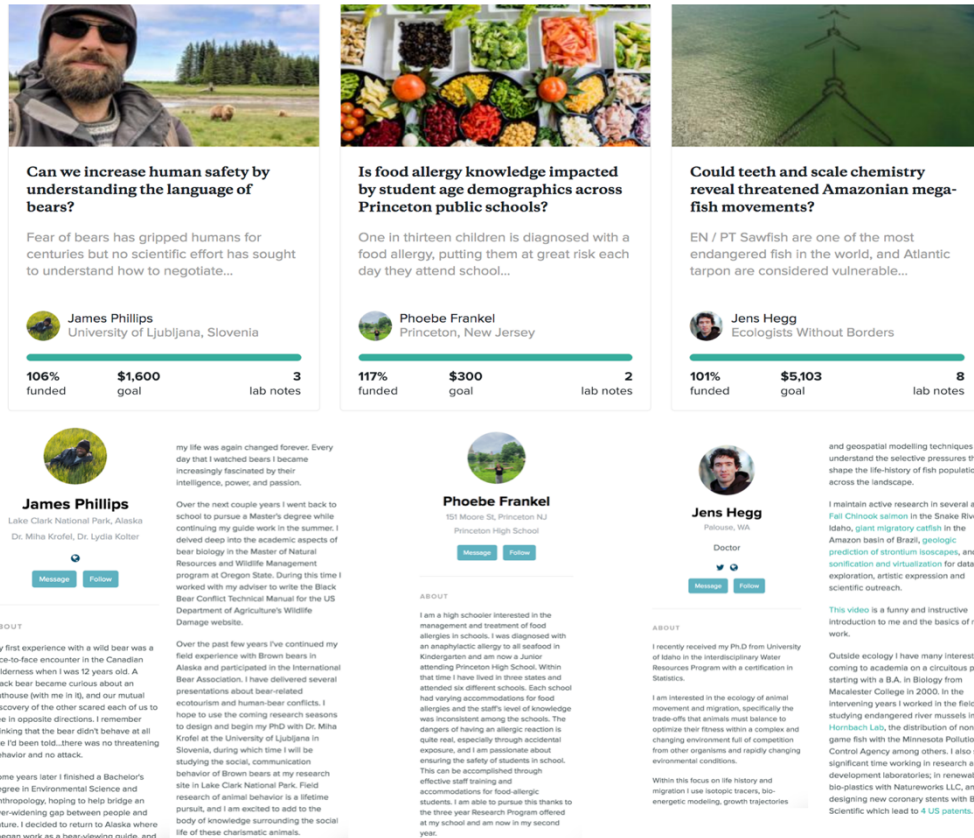 Can we increase human safety by
understanding the language of
bears?
Fear of bears has gripped humans for
centuries but no scientific effort has sought
to understand how to negotiate...
James Phillips
University of Ljubljana, Slovenia
106%
funded
$1,600
goal
3
lab notes
Is food allergy knowledge impacted
by student age demographics across
Princeton public schools?
One in thirteen children is diagnosed with a
food allergy, putting them at great risk each
day they attend school...
Phoebe Frankel
Princeton, New Jersey
117%
funded
$300
goal
2
lab notes
Could teeth and scale chemistry
reveal threatened Amazonian mega-
fish movements?
EN / PT Sawfish are one of the most
endangered fish in the world, and Atlantic
tarpon are considered vulnerable...
Jens Hegg
Ecologists Without Borders
101%
funded
$5,103
goal
8
lab notes
James Phillips
Lake Clark National Park, Alaska
Dr. Miha Krofel, Dr. Lydia Kolter
Message
Follow
first experience with a wild bear was a
encounter in the Canadian
when I was 12 years old. A
bear became curious about an
(with me in it), and our mutual
of the other scared each of us to
in opposite directions. I remember
that the bear didn't behave at all
I'd been told...there was no threatening
and no attack.
years later I finished a Bachelor's
in Environmental Science and
hoping to help bridge an
gap between people and
I decided to return to Alaska where
began work as a bear-viewing guide, and
my life was again changed forever. Every
day that I watched bears I became
increasingly fascinated by their
intelligence, power, and passion.
Over the next couple years I went back to
school to pursue a Master's degree while
continuing my guide work in the summer. I
delved deep into the academic aspects of
bear biology in the Master of Natural
Resources and Wildlife Management
program at Oregon State. During this time I
worked with my adviser to write the Black
Bear Conflict Technical Manual for the US
Department of Agriculture's Wildlife
Damage website.
Over the past few years I've continued my
field experience with Brown bears in
Alaska and participated in the International
Bear Association. I have delivered several
presentations about bear-related
ecotourism and human-bear conflicts. I
hope to use the coming research seasons
to design and begin my PhD with Dr. Miha
Krofel at the University of Ljubljana in
Slovenia, during which time I will be
studying the social, communication
behavior of Brown bears at my research
site in Lake Clark National Park. Field
research of animal behavior is a lifetime
pursuit, and I am excited to add to the
body of knowledge surrounding the social
life of these charismatic animals.
Phoebe Frankel
151 Moore St, Princeton NJ
Princeton High School
Message
Follow
ABOUT
I am a high schooler interested in the
management and treatment of food
allergies in schools. I was diagnosed with
an anaphylactic allergy to all seafood in
Kindergarten and am now a Junior
attending Princeton High School. Within
that time I have lived in three states and
attended six different schools. Each school
had varying accommodations for food
allergies and the staff's level of knowledge
was inconsistent among the schools. The
dangers of having an allergic reaction is
quite real, especially through accidental
exposure, and I am passionate about
ensuring the safety of students in school.
This can be accomplished through
effective staff training and
accommodations for food-allergic
students. I am able to pursue this thanks to
the three year Research Program offered
at my school and am now in my second
year.
Jens Hegg
Palouse, WA
Doctor
Message
Follow
ABOUT
I recently received my Ph.D from University
of Idaho in the interdisciplinary Water
Resources Program with a certification in
Statistics.
I am interested in the ecology of animal
movement and migration, specifically the
trade-offs that animals must balance to
optimize their fitness within a complex and
changing environment full of competition
from other organisms and rapidly changing
environmental conditions.
Within this focus on life history and
migration I use isotopic tracers, bio-
energetic modeling, growth trajectories
and geospatial modelling techniques
understand the selective pressures
shape the life-history of fish
across the landscape.
I maintain active research in several
Fall Chinook salmon in the Snake
Idaho, giant migratory catfish in the
Amazon basin of Brazil, geologic
prediction of strontium isoscapes,
sonification and virtualization for data
exploration, artistic expression and
scientific outreach.
This video is a funny and instructive
introduction to me and the basics of
work.
Outside ecology I have many
coming to academia on a circuitous
starting with a B.A. in Biology from
Macalester College in 2000. In the
intervening years I worked in the field
studying endangered river mussels in
Hornbach Lab, the distribution of
game fish with the Minnesota
Control Agency among others. I also
significant time working in research
development laboratories; in
bio-plastics with Natureworks LLC,
designing new coronary stents with
Scientific which lead to 4 US patents.